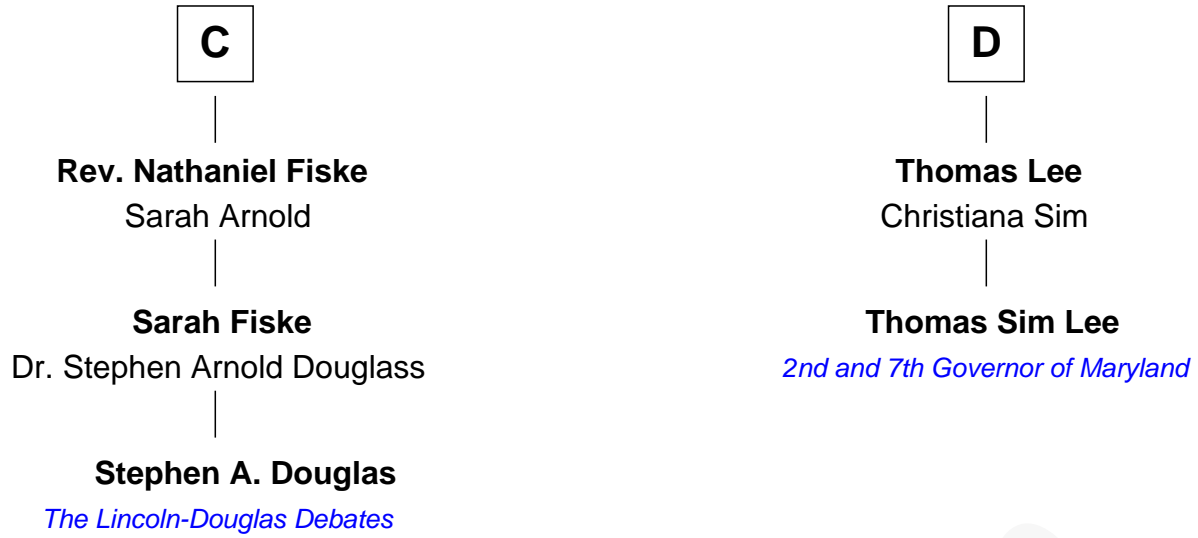 C
Rev. Nathaniel Fiske
Sarah Arnold
Sarah Fiske
Dr. Stephen Arnold Douglass
Stephen A. Douglas
The Lincoln-Douglas Debates
D
Thomas Lee
Christiana Sim
Thomas Sim Lee
2nd and 7th Governor of Maryland